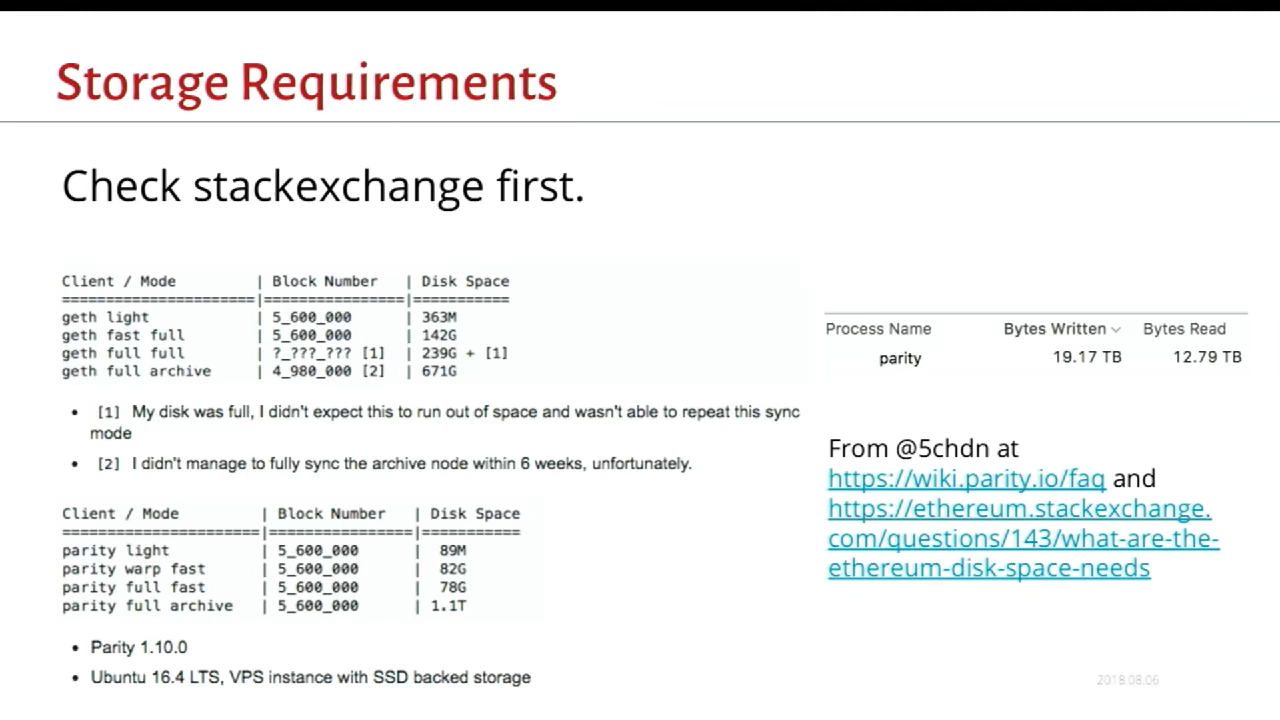 Storage Requirements
Check stackexchange first.
Client / Mode | Block Number | Disk Space
======================|================|===========
geth light | 5_600_000 | 363M
geth fast full | 5_600_000 | 142G
geth full full | ?_???_??? [1] | 239G + [1]
geth full archive | 4_980_000 [2] | 671G
• [1] My disk was full, I didn't expect this to run out of space and wasn't able to repeat this sync
mode
• [2] I didn't manage to fully sync the archive node within 6 weeks, unfortunately.
Client / Mode | Block Number | Disk Space
======================|================|===========
parity light | 5_600_000 | 89M
parity warp fast | 5_600_000 | 82G
parity full fast | 5_600_000 | 78G
parity full archive | 5_600_000 | 1.1T
• Parity 1.10.0
• Ubuntu 16.4 LTS, VPS instance with SSD backed storage
Process Name Bytes Written Bytes Read
parity 19.17 TB 12.79 TB
From @5chdn at
https://wiki.parity.io/faq and
https://ethereum.stackexchange.
com/questions/143/what-are-the-
ethereum-disk-space-needs
2018.08.06